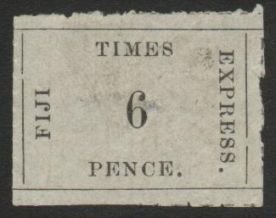 TIMES
FIJI
6
EXPRESS.
PENCE.